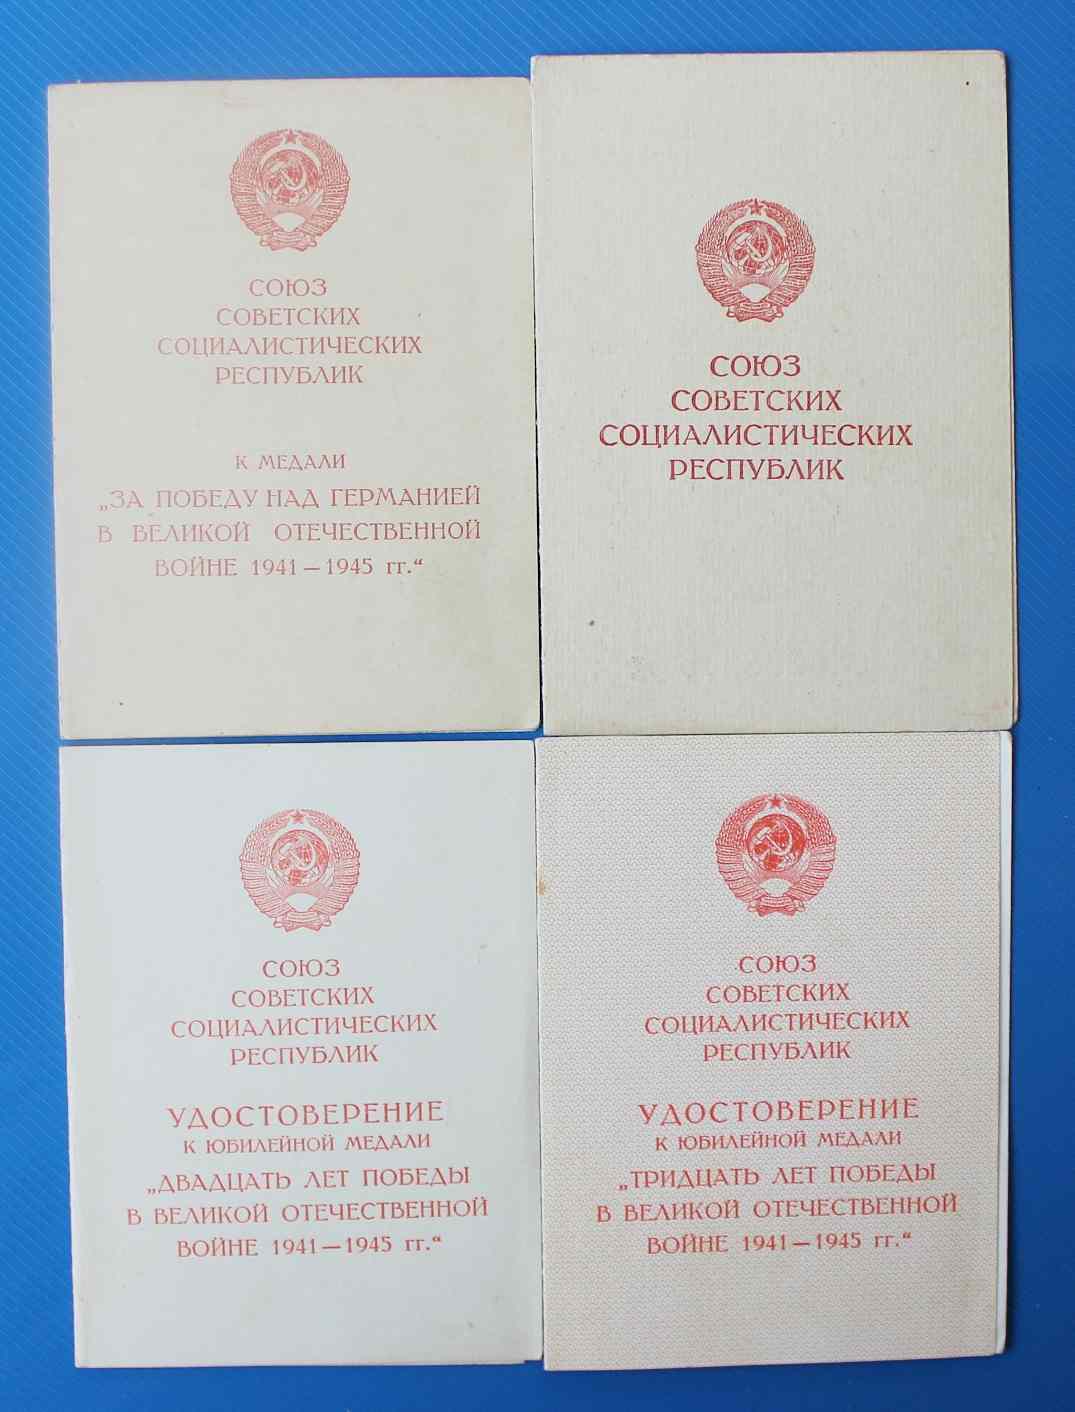 СОЮЗ
СОВЕТСКИХ
СОЦИАЛИСТИЧЕСКИХ
РЕСПУБЛИК
К МЕДАЛИ
„ЗА ПОБЕДУ НАД ГЕРМАНИЕЙ
В ВЕЛИКОЙ ОТЕЧЕСТВЕННОЙ
ВОЙНЕ 1941 — 1945 гг.“
СОЮЗ
СОВЕТСКИХ
СОЦИАЛИСТИЧЕСКИХ
РЕСПУБЛИК
СОЮЗ
СОВЕТСКИХ
СОЦИАЛИСТИЧЕСКИХ
РЕСПУБЛИК
УДОСТОВЕРЕНИЕ
К ЮБИЛЕЙНОЙ МЕДАЛИ
„ДВАДЦАТЬ ЛЕТ ПОБЕДЫ
В ВЕЛИКОЙ ОТЕЧЕСТВЕННОЙ
ВОЙНЕ 1941 — 1945 гг.“
СОЮЗ
СОВЕТСКИХ
СОЦИАЛИСТИЧЕСКИХ
РЕСПУБЛИК
УДОСТОВЕРЕНИЕ
К ЮБИЛЕЙНОЙ МЕДАЛИ
„ТРИДЦАТЬ ЛЕТ ПОБЕДЫ
В ВЕЛИКОЙ ОТЕЧЕСТВЕННОЙ
ВОЙНЕ 1941 — 1945 гг.“